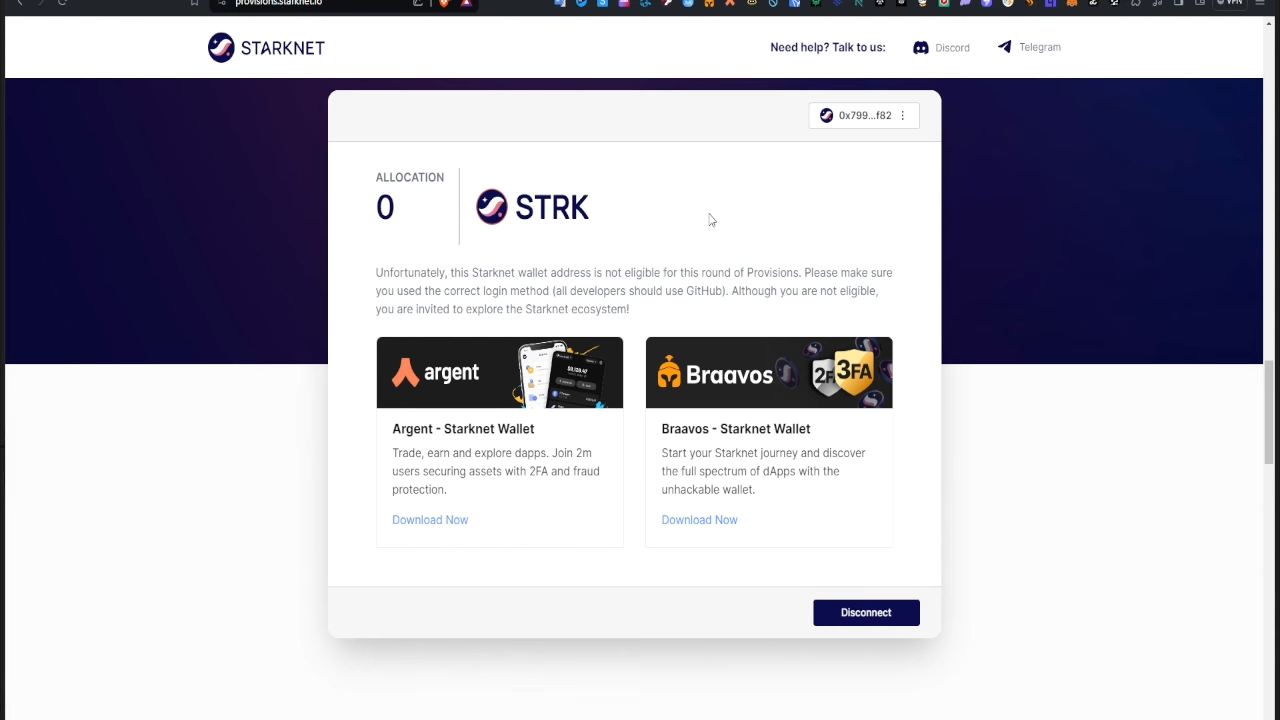 provisions.starknet.io
VPN
STARKNET
Need help? Talk to us:
Discord
Telegram
0x799...f82
ALLOCATION
0
STRK
Unfortunately, this Starknet wallet address is not eligible for this round of Provisions. Please make sure
you used the correct login method (all developers should use GitHub). Although you are not eligible,
you are invited to explore the Starknet ecosystem!
argent
Braavos
2F
3FA
Argent - Starknet Wallet
Trade, earn and explore dapps. Join 2m
users securing assets with 2FA and fraud
protection.
Download Now
Braavos - Starknet Wallet
Start your Starknet journey and discover
the full spectrum of dApps with the
unhackable wallet.
Download Now
Disconnect